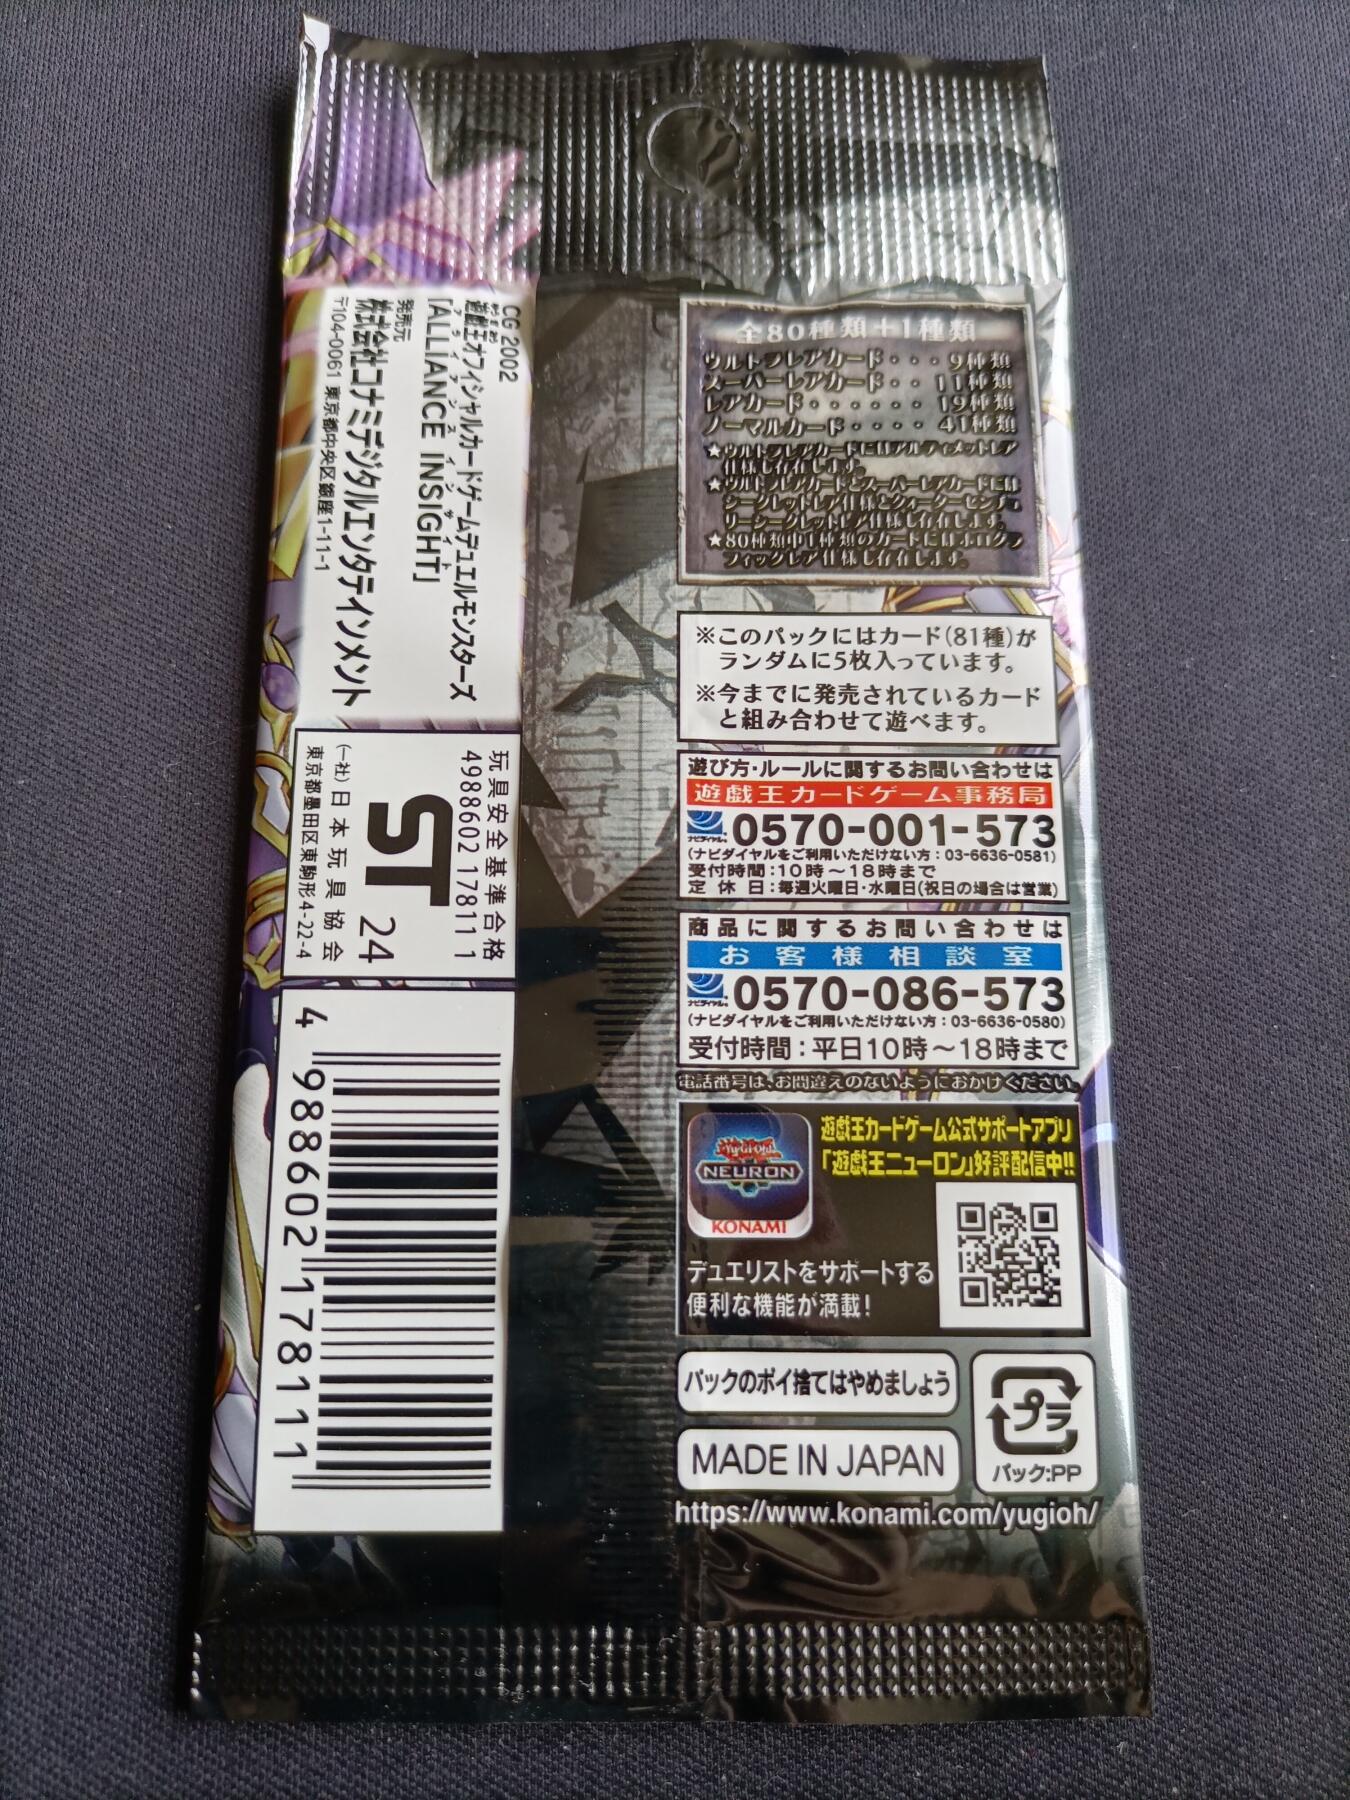 CG 2002
遊戯王オフィシャルカードゲームデュエルモンスターズ
アライアンス インサイト
「ALLIANCE INSIGHT」
発売元
株式会社コナミデジタルエンタテインメント
〒104-0061 東京都中央区銀座1-11-1
玩具安全基準合格
4988602 17811 1
ST 24
(一社)日本玩具協会
東京都墨田区東駒形4-22-4
4 988602 178111
全80種類+1種類
ウルトラレアカード・・・9種類
スーパーレアカード・・11種類
レアカード・・・・・・19種類
ノーマルカード・・・・41種類
★ウルトラレアカードにはアルティメットレア
仕様も存在します。
★ウルトラレアカードとスーパーレアカードには
シークレットレア仕様とクォーターセンチュ
リーシークレットレア仕様も存在します。
★80種類中1種類のカードにはホログラ
フィックレア仕様も存在します。
※このパックにはカード(81種)が
ランダムに5枚入っています。
※今までに発売されているカード
と組み合わせて遊べます。
遊び方・ルールに関するお問い合わせは
遊戯王カードゲーム事務局
ナビダイヤル 0570-001-573
(ナビダイヤルをご利用いただけない方:03-6636-0581)
受付時間:10時～18時まで
定休日:毎週火曜日・水曜日(祝日の場合は営業)
商品に関するお問い合わせは
お客様相談室
ナビダイヤル 0570-086-573
(ナビダイヤルをご利用いただけない方:03-6636-0580)
受付時間:平日10時～18時まで
電話番号は、お間違えのないようにおかけください。
遊戯王カードゲーム公式サポートアプリ
「遊戯王ニューロン」好評配信中!!
Yu-Gi-Oh!
NEURON
KONAMI
デュエリストをサポートする
便利な機能が満載!
パックのポイ捨てはやめましょう
MADE IN JAPAN
プラ
パック:PP
https://www.konami.com/yugioh/